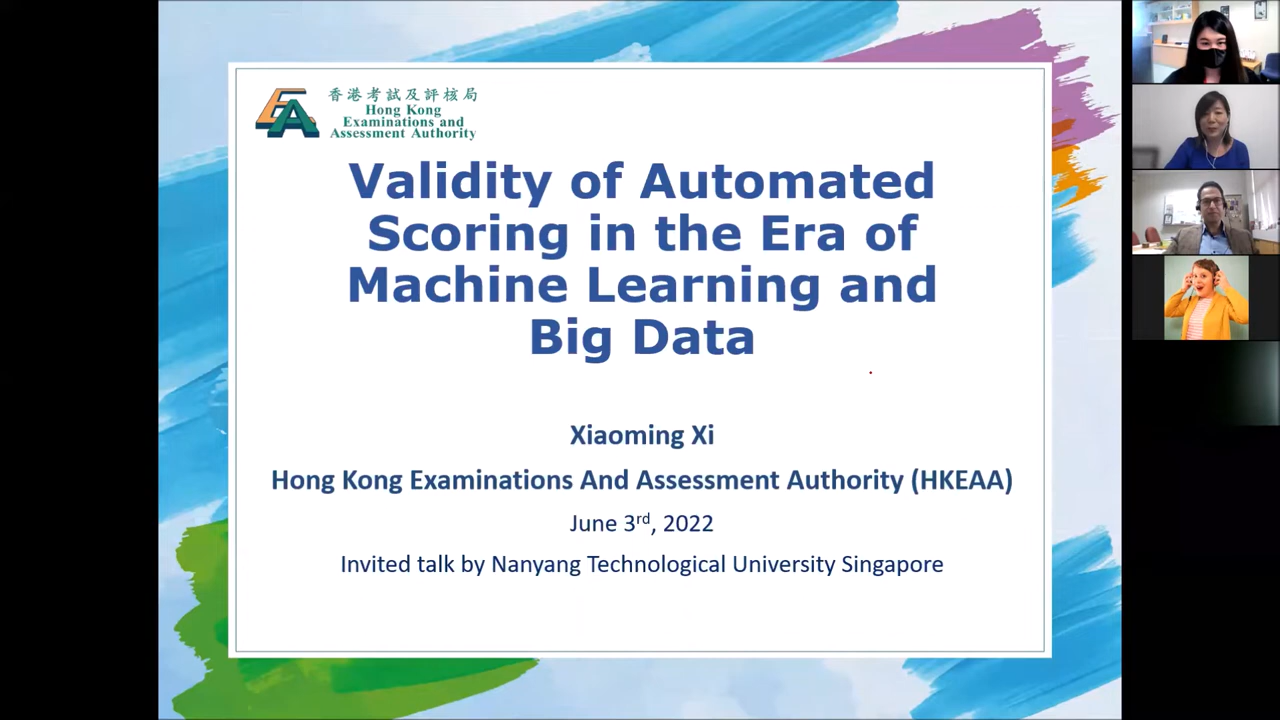 香港考試及評核局
Hong Kong
Examinations and
Assessment Authority
Validity of Automated
Scoring in the Era of
Machine Learning and
Big Data
Xiaoming Xi
Hong Kong Examinations And Assessment Authority (HKEAA)
June 3rd, 2022
Invited talk by Nanyang Technological University Singapore